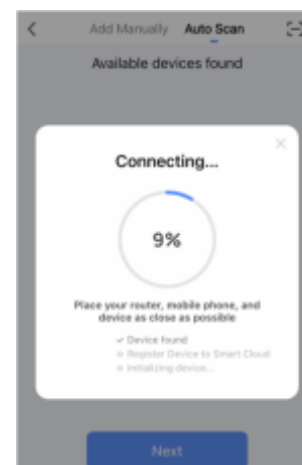 Add Manually Auto Scan
Available devices found
Connecting...
9%
Place your router, mobile phone, and
device as close as possible
Device found
Register Device to Smart Cloud
Initializing device...
Next